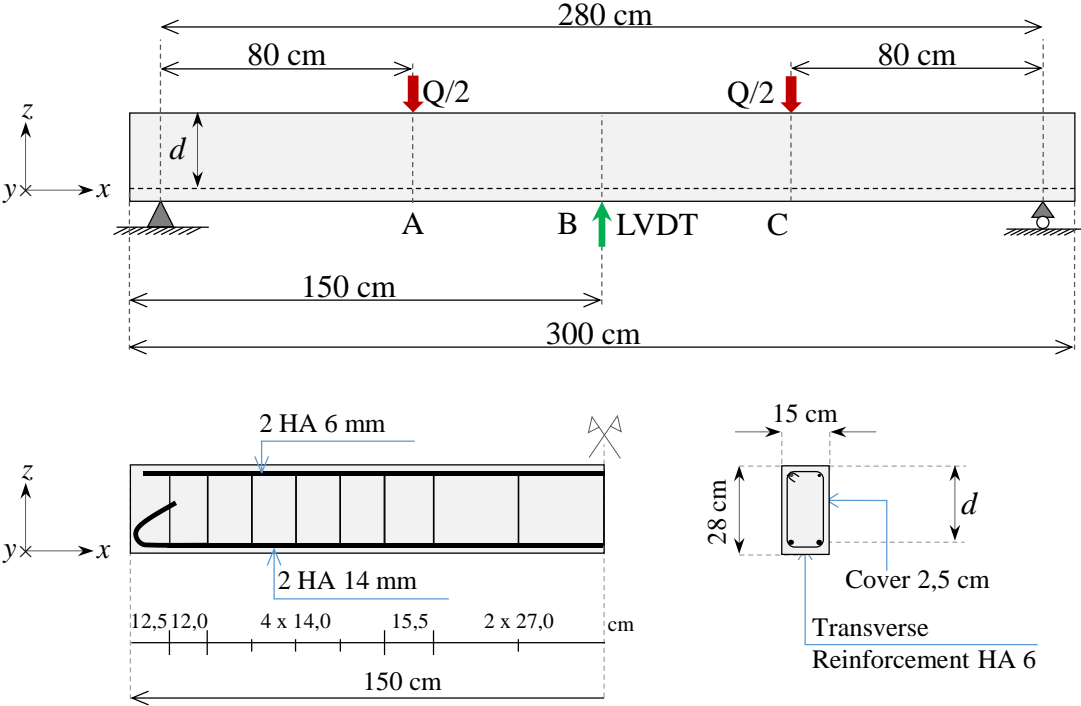 280 cm
80 cm
80 cm
Q/2
Q/2
z
d
y
x
A
B
LVDT
C
150 cm
300 cm
2 HA 6 mm
15 cm
z
28 cm
d
y
x
2 HA 14 mm
Cover 2,5 cm
12,5 12,0 4 x 14,0 15,5 2 x 27,0 cm
Transverse
Reinforcement HA 6
150 cm